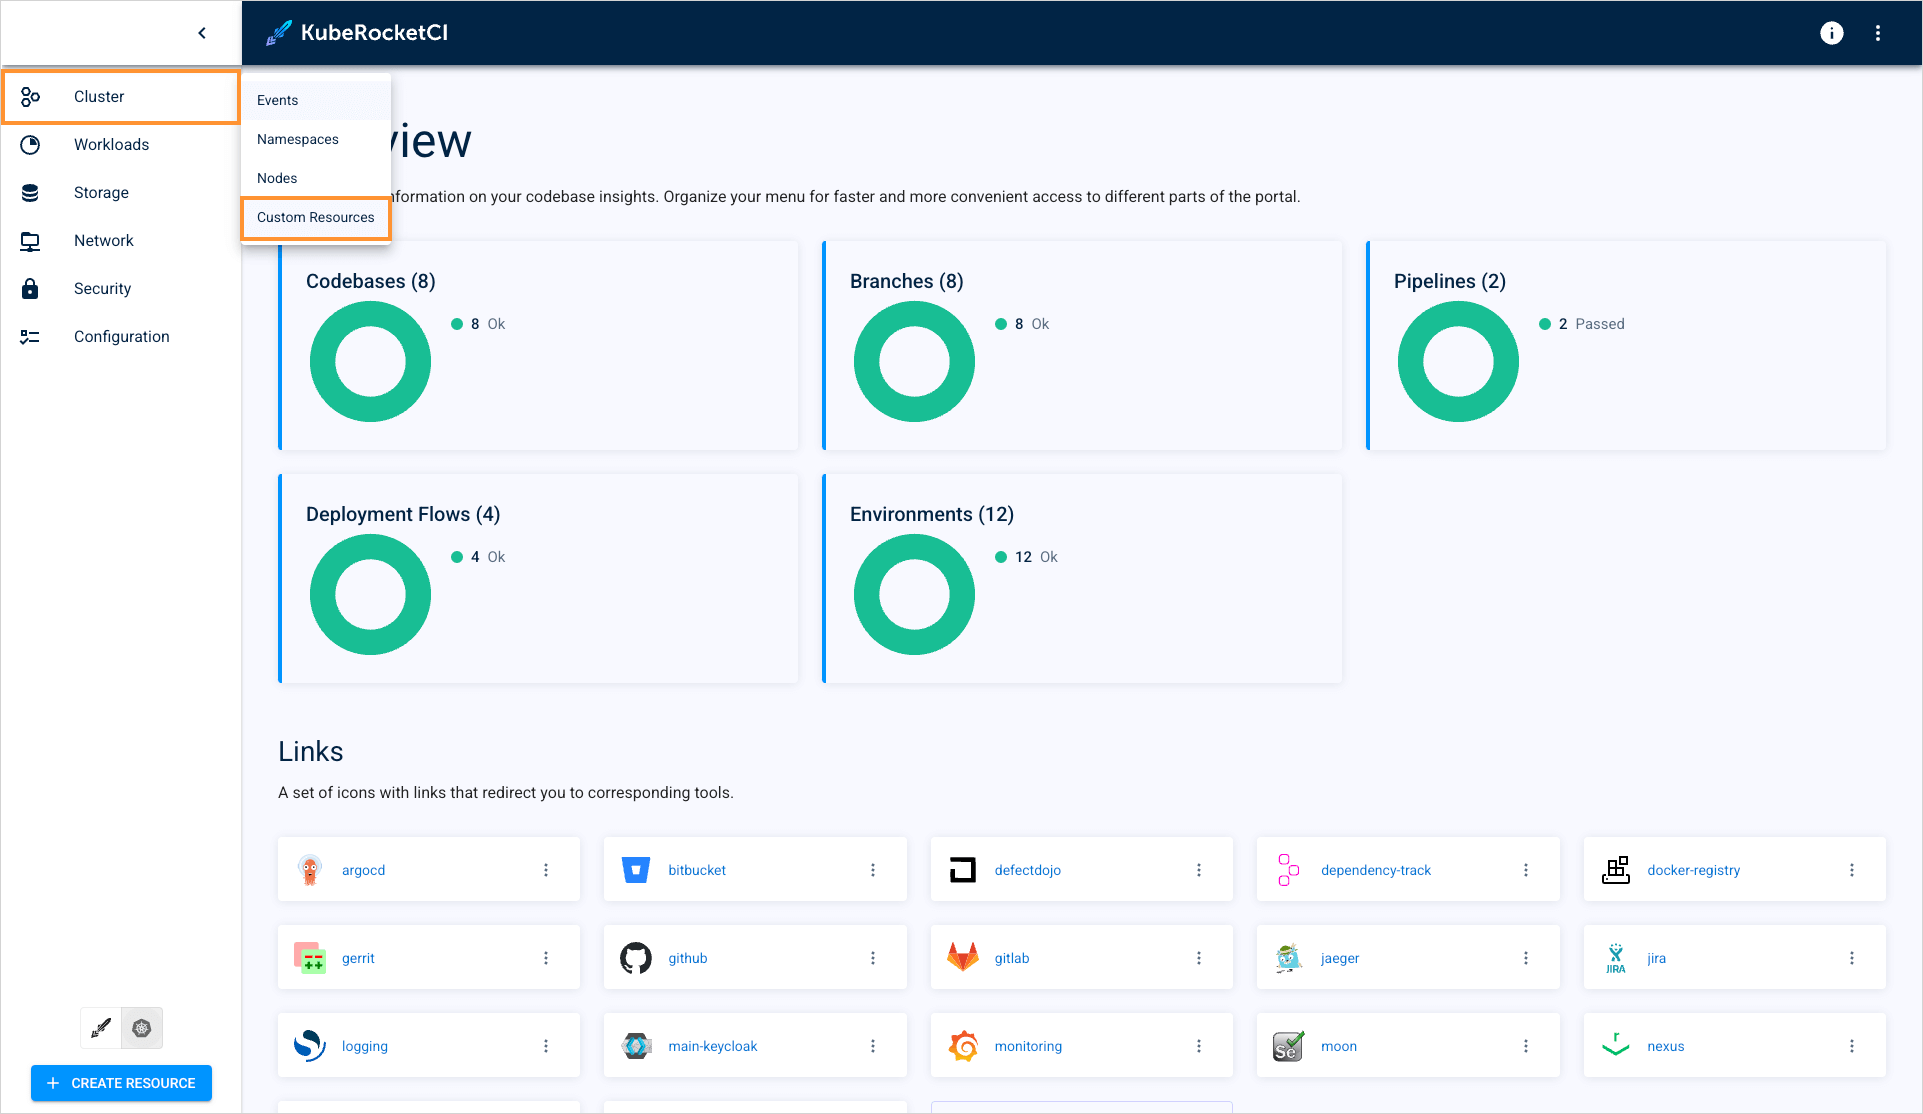 KubeRocketCI
Cluster
Workloads
Storage
Network
Security
Configuration
CREATE RESOURCE
Events
Namespaces
Nodes
Custom Resources
view
nformation on your codebase insights. Organize your menu for faster and more convenient access to different parts of the portal.
Codebases (8)
8 Ok
Branches (8)
8 Ok
Pipelines (2)
2 Passed
Deployment Flows (4)
4 Ok
Environments (12)
12 Ok
Links
A set of icons with links that redirect you to corresponding tools.
argocd
bitbucket
defectdojo
dependency-track
docker-registry
gerrit
github
gitlab
jaeger
JIRA
jira
logging
main-keycloak
monitoring
Se
moon
r
nexus